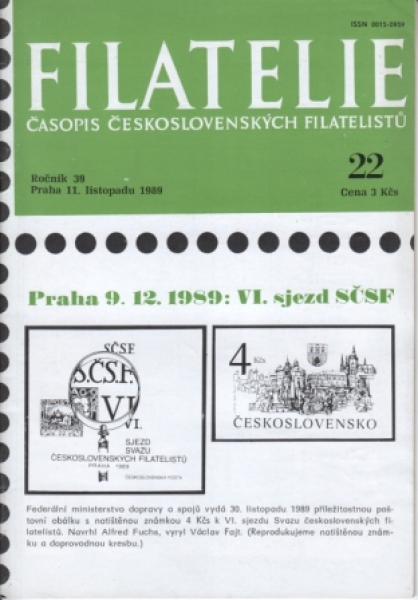 ISSN 0015-0959
FILATELIE
ČASOPIS ČESKOSLOVENSKÝCH FILATELISTŮ
Ročník 39
Praha 11. listopadu 1989
22
Cena 3 Kčs
Praha 9. 12. 1989: VI. sjezd SČSF
SČSF
S.Č.S.F.
VI
VI.
SJEZD
SVAZU
ČESKOSLOVENSKÝCH FILATELISTŮ
PRAHA 1989
ČESKOSLOVENSKÁ POŠTA
4 Kčs
ČESKOSLOVENSKO
Federální ministerstvo dopravy a spojů vydá 30. listopadu 1989 příležitostnou poš-
tovní obálku s natištěnou známkou 4 Kčs k VI. sjezdu Svazu československých fi-
latelistů. Navrhl Alfred Fuchs, vyryl Václav Fajt. (Reprodukujeme natištěnou znám-
ku a doprovodnou kresbu.)